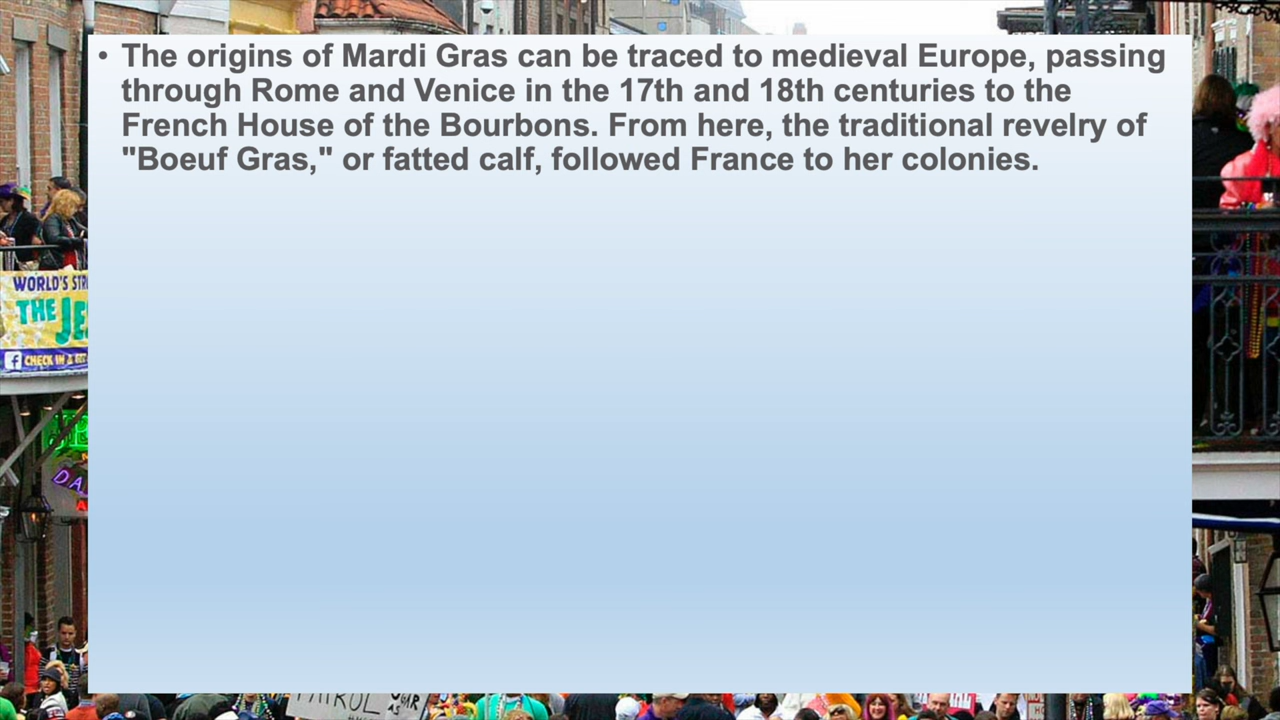 • The origins of Mardi Gras can be traced to medieval Europe, passing
through Rome and Venice in the 17th and 18th centuries to the
French House of the Bourbons. From here, the traditional revelry of
"Boeuf Gras," or fatted calf, followed France to her colonies.
WORLD'S
THE
CHECK IN &
PATROL